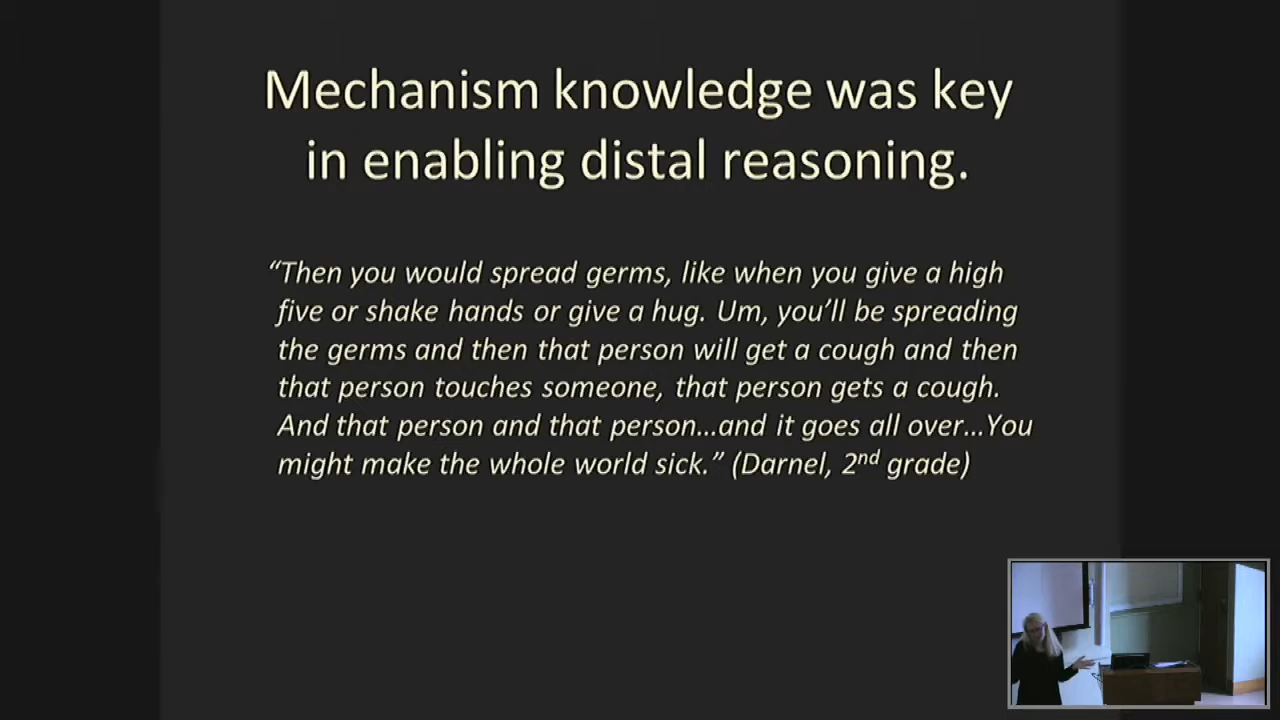 Mechanism knowledge was key
in enabling distal reasoning.
“Then you would spread germs, like when you give a high
five or shake hands or give a hug. Um, you’ll be spreading
the germs and then that person will get a cough and then
that person touches someone, that person gets a cough.
And that person and that person…and it goes all over…You
might make the whole world sick.” (Darnel, 2nd grade)